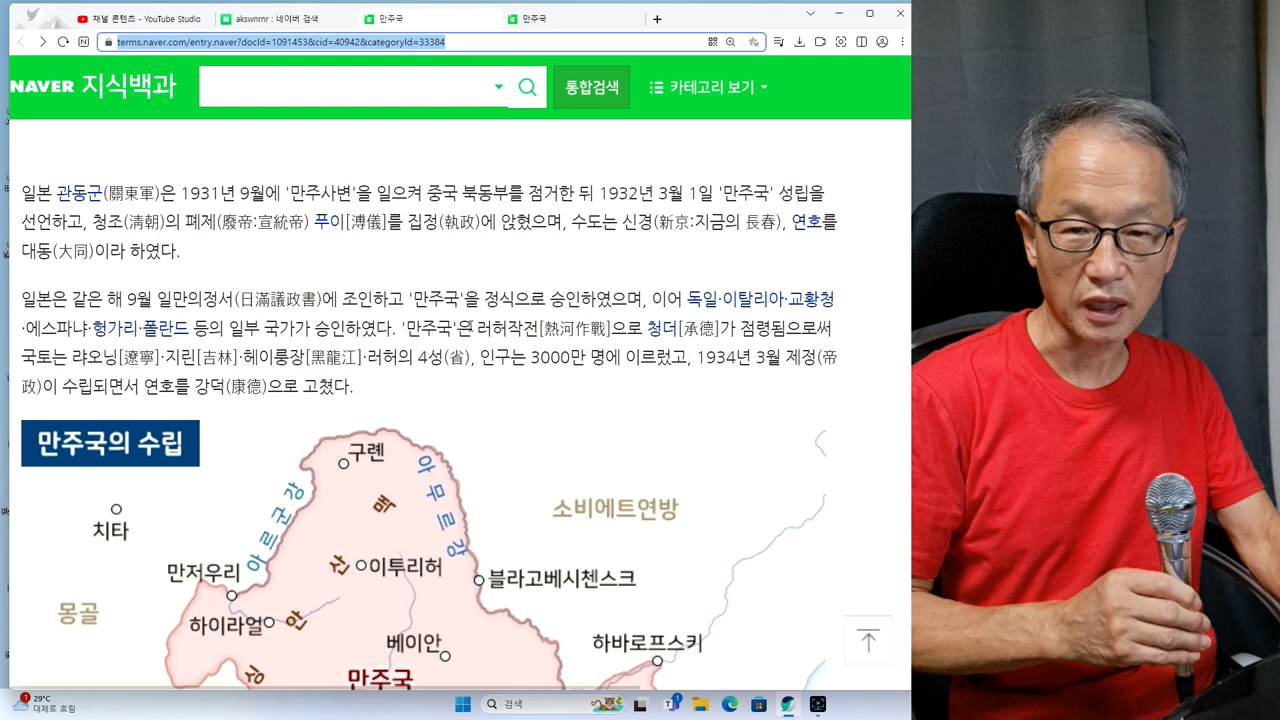 채널 콘텐츠 - YouTube Studio
akswnrnr : 네이버 검색
만주국
만주국
terms.naver.com/entry.naver?docId=1091453&cid=40942&categoryId=33384
NAVER 지식백과
통합검색
카테고리 보기
일본 관동군(關東軍)은 1931년 9월에 '만주사변'을 일으켜 중국 북동부를 점거한 뒤 1932년 3월 1일 '만주국' 성립을
선언하고, 청조(淸朝)의 폐제(廢帝:宣統帝) 푸이[溥儀]를 집정(執政)에 앉혔으며, 수도는 신경(新京:지금의 長春), 연호를
대동(大同)이라 하였다.
일본은 같은 해 9월 일만의정서(日滿議政書)에 조인하고 '만주국'을 정식으로 승인하였으며, 이어 독일·이탈리아·교황청
·에스파냐·헝가리·폴란드 등의 일부 국가가 승인하였다. '만주국'은 러허작전[熱河作戰]으로 청더[承德]가 점령됨으로써
국토는 랴오닝[遼寧]·지린[吉林]·헤이룽장[黑龍江]·러허의 4성(省), 인구는 3000만 명에 이르렀고, 1934년 3월 제정(帝
政)이 수립되면서 연호를 강덕(康德)으로 고쳤다.
만주국의 수립
구롄
아무르강
아르군강
맥
소비에트연방
치타
산
이투리허
만저우리
블라고베시첸스크
몽골
하이라얼
안
베이안
하바로프스키
싱
만주국
1
29°C
대체로 흐림
검색
1